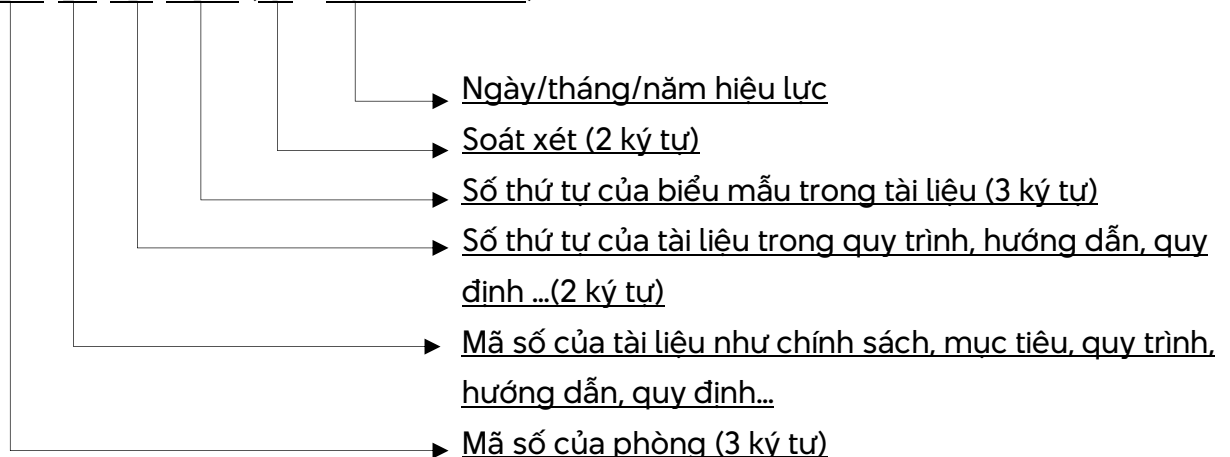 Ngày/tháng/năm hiệu lực
Soát xét (2 ký tự)
Số thứ tự của biểu mẫu trong tài liệu (3 ký tự)
Số thứ tự của tài liệu trong quy trình, hướng dẫn, quy
định ...(2 ký tự)
Mã số của tài liệu như chính sách, mục tiêu, quy trình,
hướng dẫn, quy định...
Mã số của phòng (3 ký tự)